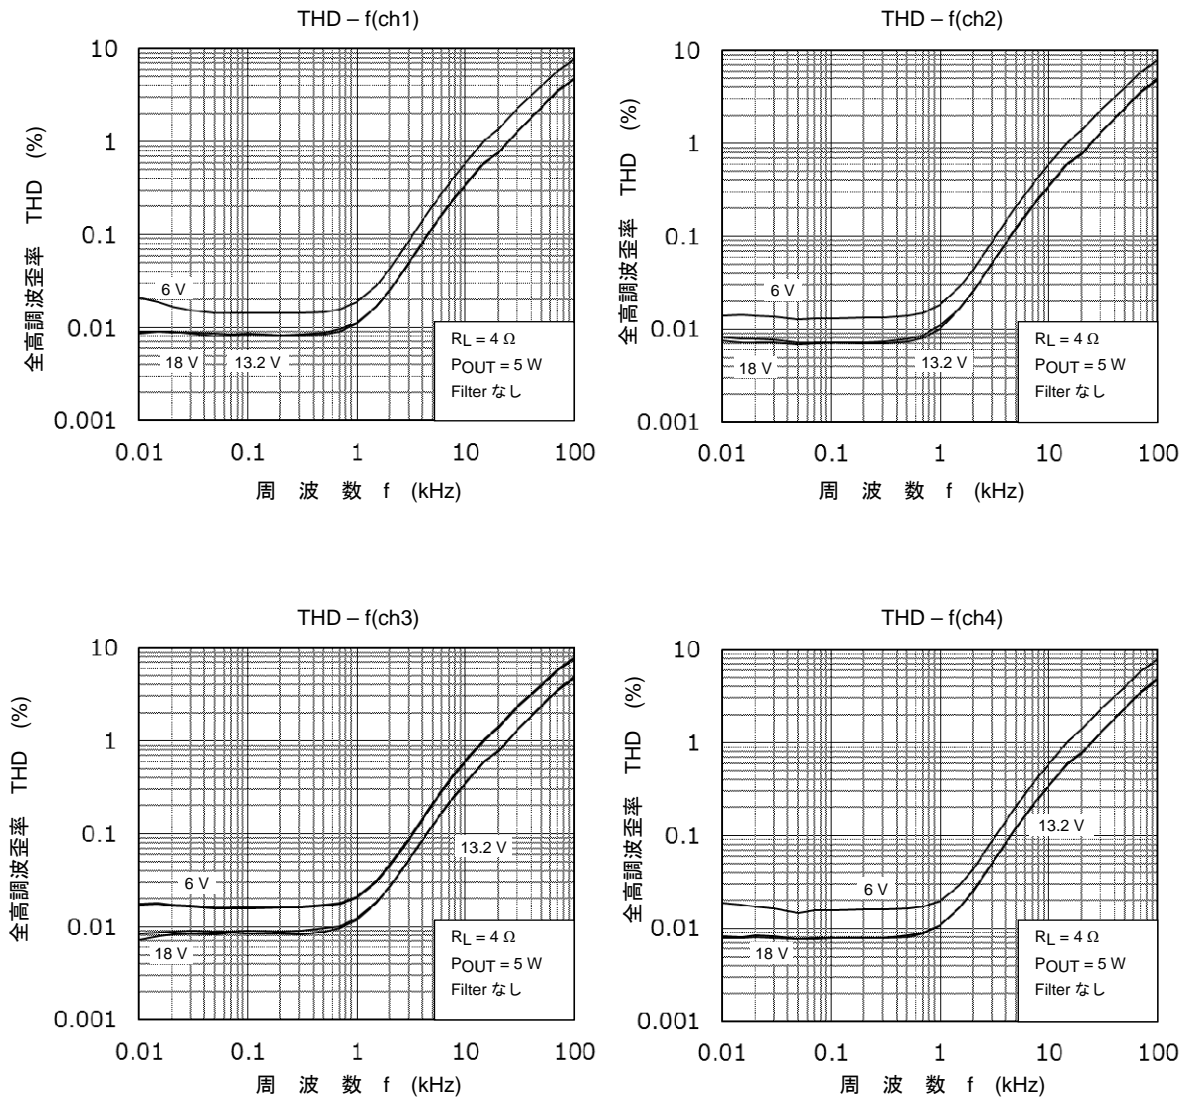 THD – f(ch1)
全高調波歪率 THD (%)
10
1
0.1
0.01
0.001
6 V
18 V
13.2 V
RL = 4 Ω
POUT = 5 W
Filter なし
0.01 0.1 1 10 100
周 波 数 f (kHz)
THD – f(ch2)
全高調波歪率 THD (%)
10
1
0.1
0.01
0.001
6 V
18 V
13.2 V
RL = 4 Ω
POUT = 5 W
Filter なし
0.01 0.1 1 10 100
周 波 数 f (kHz)
THD – f(ch3)
全高調波歪率 THD (%)
10
1
0.1
0.01
0.001
13.2 V
6 V
18 V
RL = 4 Ω
POUT = 5 W
Filter なし
0.01 0.1 1 10 100
周 波 数 f (kHz)
THD – f(ch4)
全高調波歪率 THD (%)
10
1
0.1
0.01
0.001
13.2 V
6 V
18 V
RL = 4 Ω
POUT = 5 W
Filter なし
0.01 0.1 1 10 100
周 波 数 f (kHz)